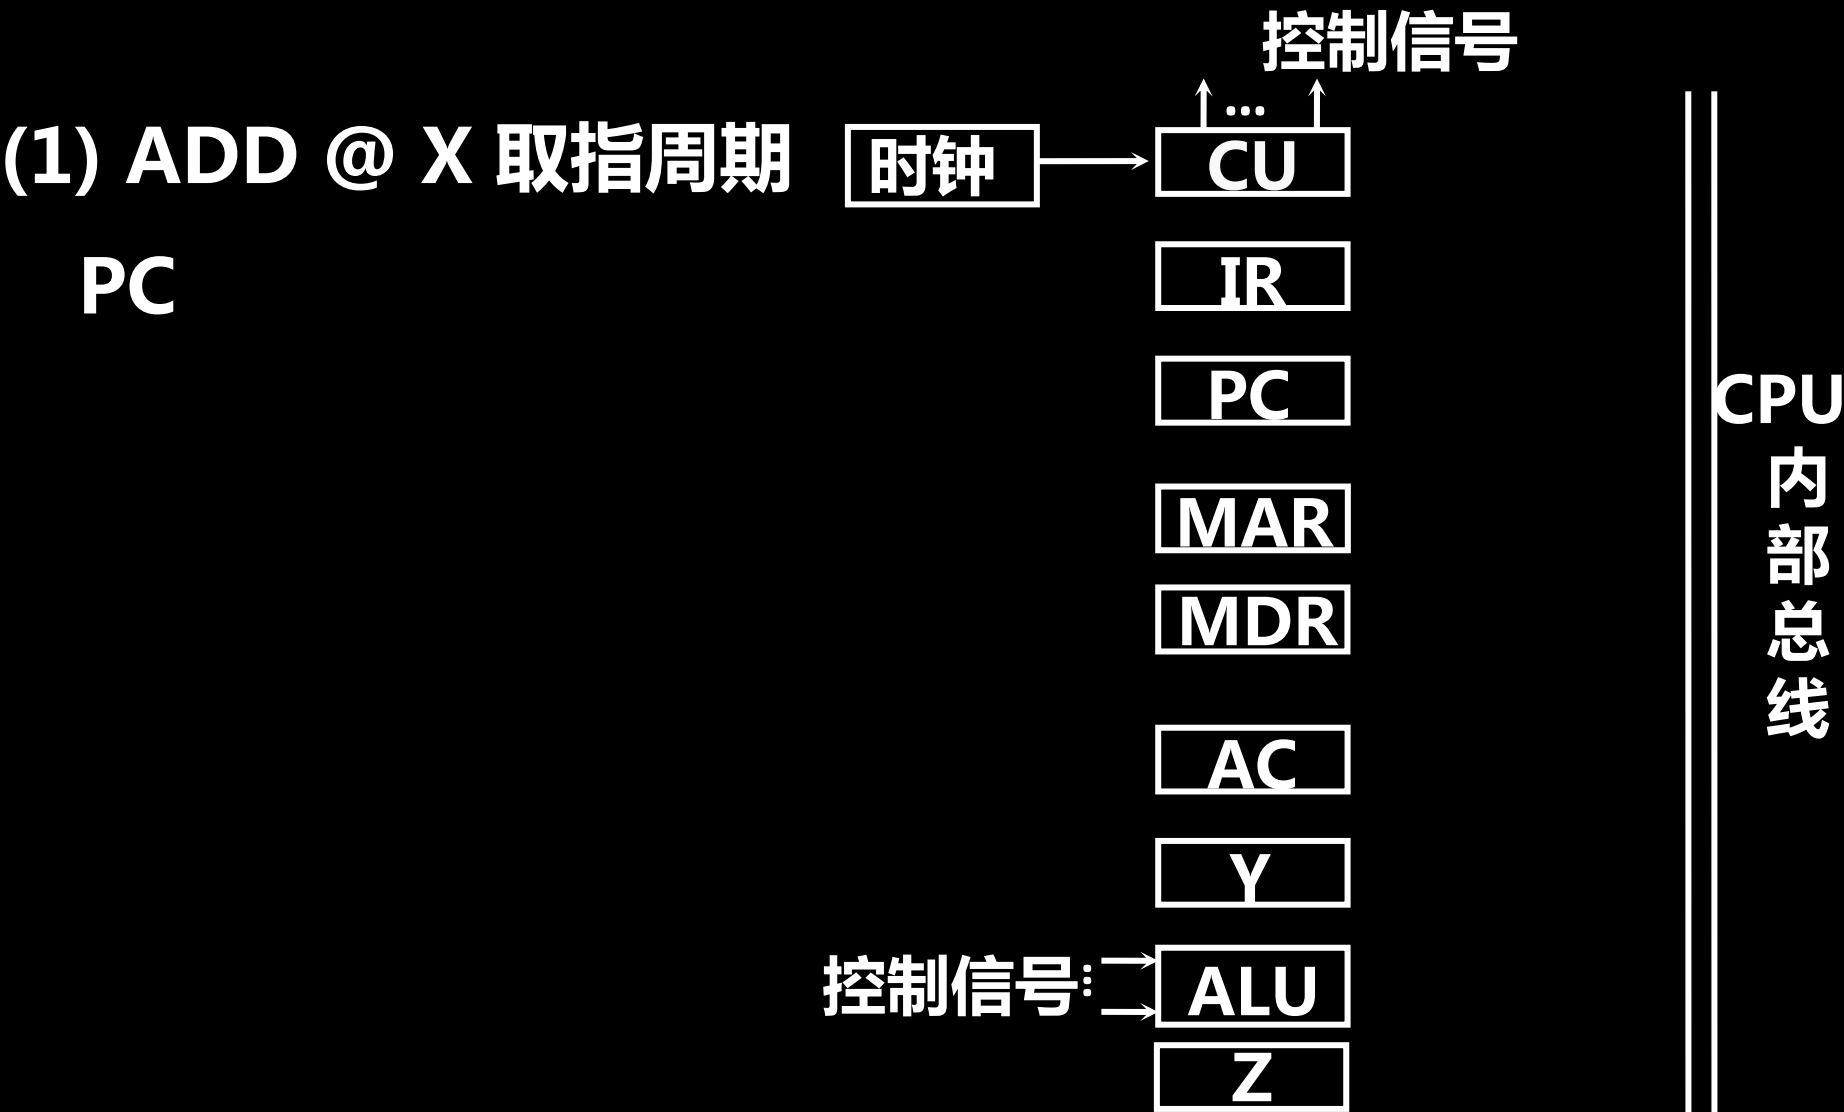 控制信号
...
(1) ADD @ X 取指周期
时钟
CU
PC
IR
PC
CPU
内
部
总
线
MAR
MDR
AC
Y
控制信号
...
ALU
Z